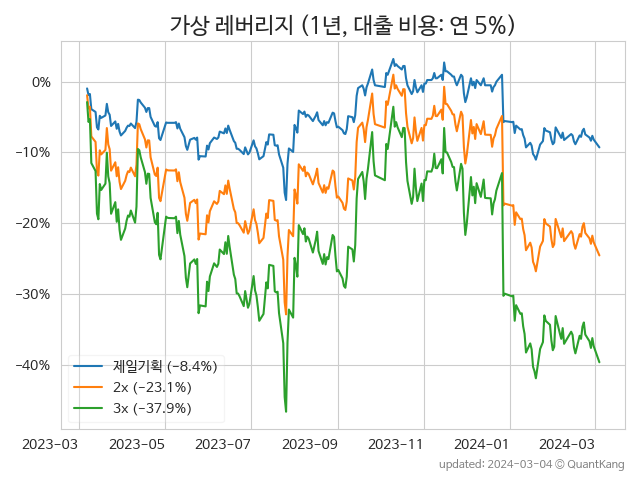 가상 레버리지 (1년, 대출 비용: 연 5%)
0%
−10%
−20%
−30%
−40%
제일기획 (−8.4%)
2x (−23.1%)
3x (−37.9%)
2023-03 2023-05 2023-07 2023-09 2023-11 2024-01 2024-03
updated: 2024-03-04 © QuantKang